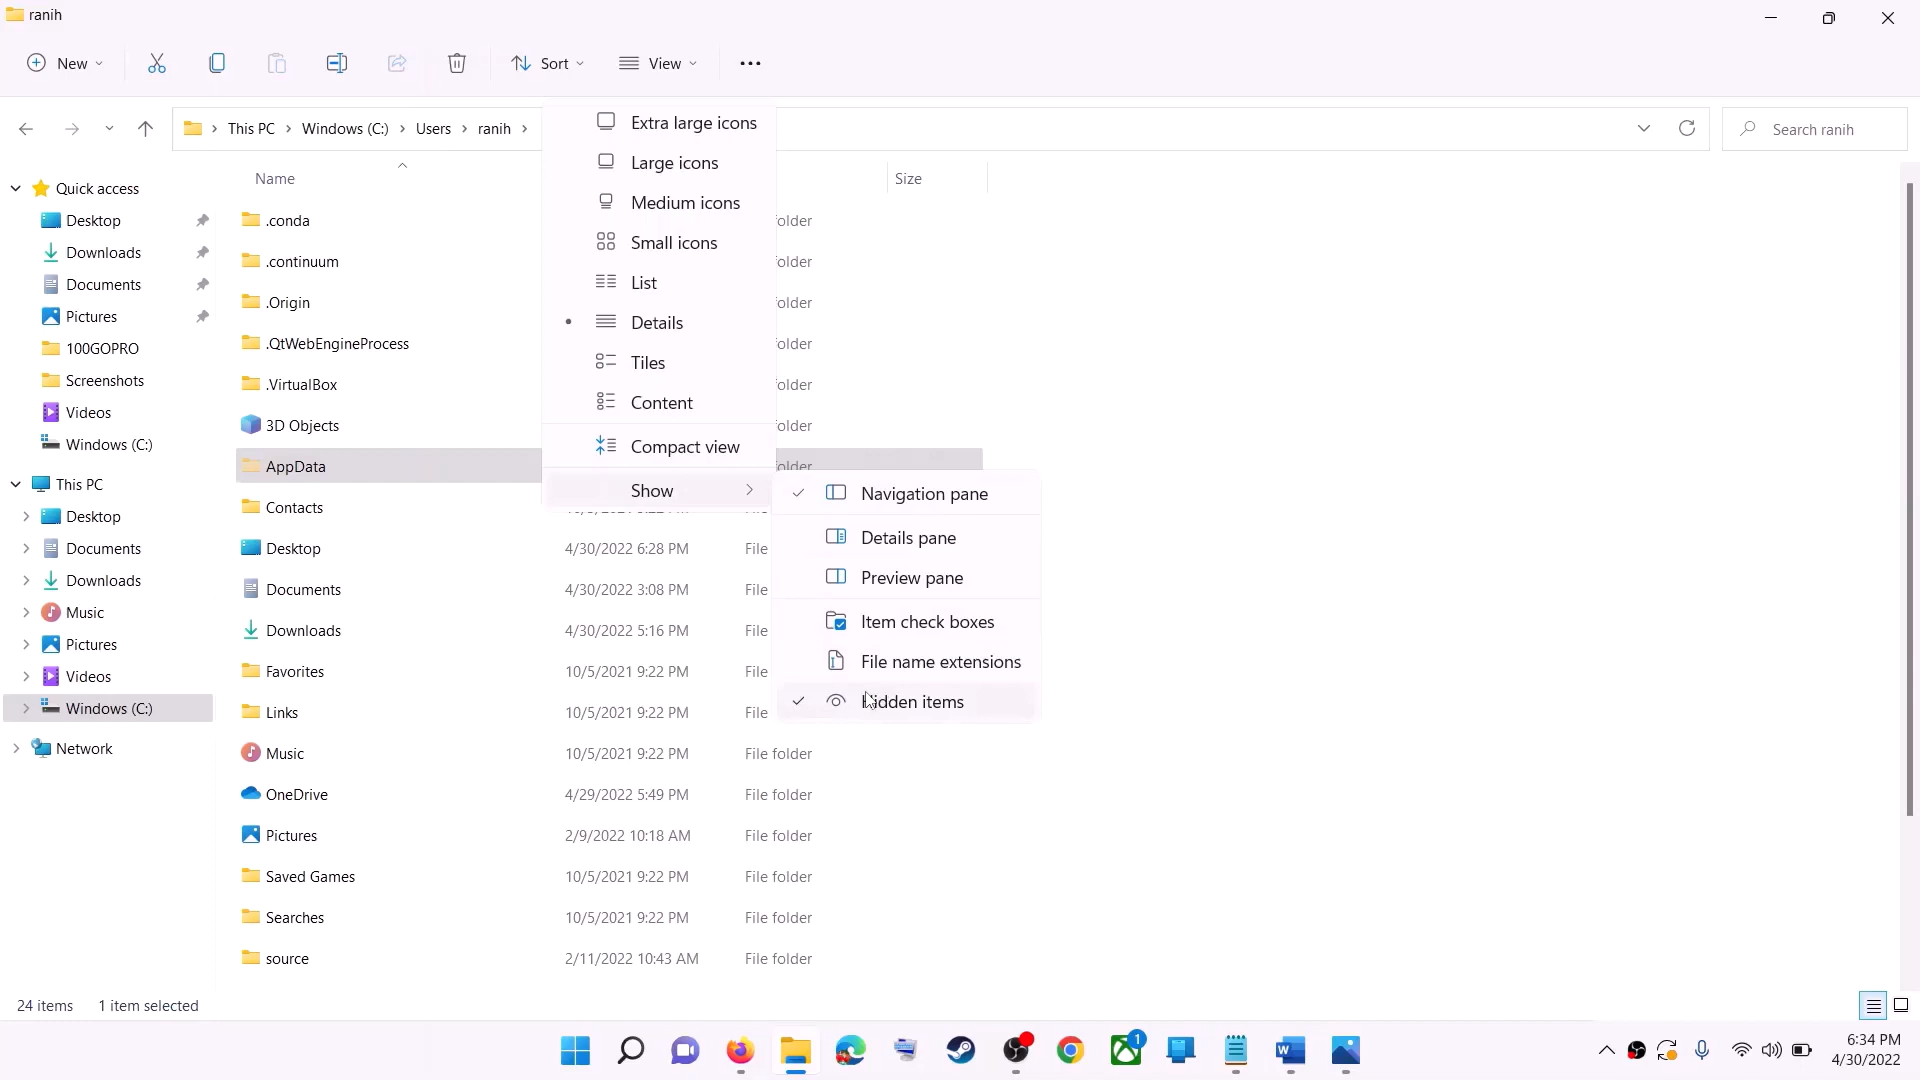 ranih
New
Sort
View
This PC
Windows (C:)
Users
ranih
Search ranih
Quick access
Desktop
Downloads
Documents
Pictures
100GOPRO
Screenshots
Videos
Windows (C:)
This PC
Desktop
Documents
Downloads
Music
Pictures
Videos
Windows (C:)
Network
Name
Size
.conda
.continuum
.Origin
.QtWebEngineProcess
.VirtualBox
3D Objects
AppData
Contacts
Desktop 4/30/2022 6:28 PM File
Documents 4/30/2022 3:08 PM File
Downloads 4/30/2022 5:16 PM File
Favorites 10/5/2021 9:22 PM File
Links 10/5/2021 9:22 PM File
Music 10/5/2021 9:22 PM File folder
OneDrive 4/29/2022 5:49 PM File folder
Pictures 2/9/2022 10:18 AM File folder
Saved Games 10/5/2021 9:22 PM File folder
Searches 10/5/2021 9:22 PM File folder
source 2/11/2022 10:43 AM File folder
Extra large icons
Large icons
Medium icons
Small icons
List
Details
Tiles
Content
Compact view
Show
Navigation pane
Details pane
Preview pane
Item check boxes
File name extensions
Hidden items
24 items 1 item selected
1
6:34 PM
4/30/2022